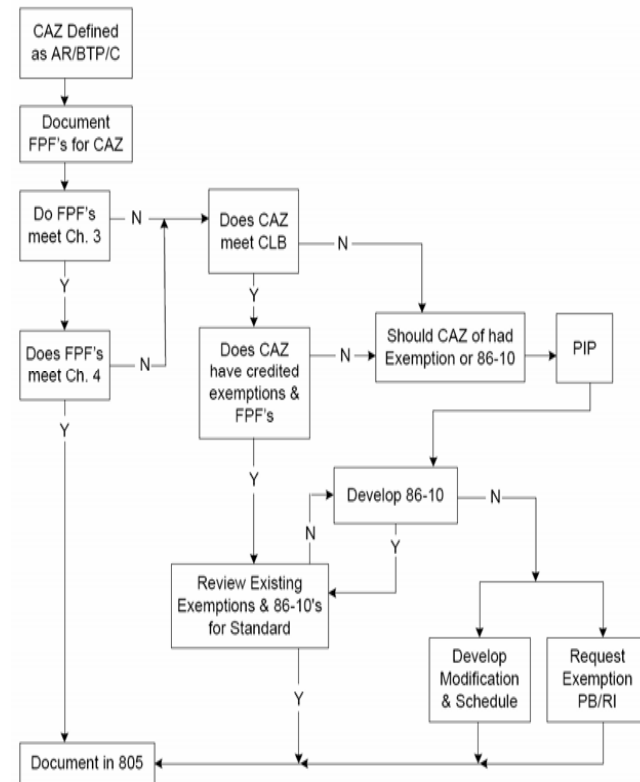 CAZ Defined
as AR/BTP/C
Document
FPF's for CAZ
Do FPF's
meet Ch. 3
N
Does CAZ
meet CLB
N
Y
Y
Does FPF's
meet Ch. 4
N
Does CAZ
have credited
exemptions &
FPF's
N
Should CAZ of had
Exemption or 86-10
PIP
Y
Y
Develop 86-10
N
N
Y
Review Existing
Exemptions & 86-10's
for Standard
Develop
Modification
& Schedule
Request
Exemption
PB/RI
Y
Document in 805